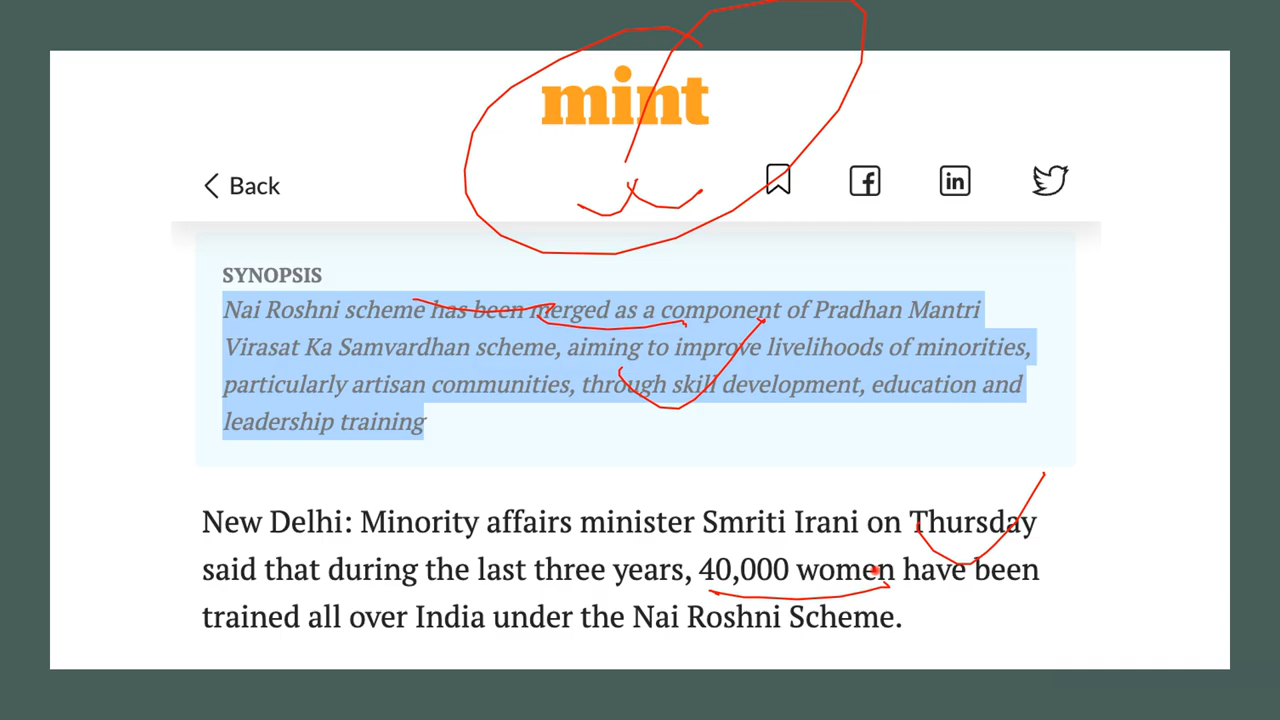 mint
Back
SYNOPSIS
Nai Roshni scheme has been merged as a component of Pradhan Mantri
Virasat Ka Samvardhan scheme, aiming to improve livelihoods of minorities,
particularly artisan communities, through skill development, education and
leadership training
New Delhi: Minority affairs minister Smriti Irani on Thursday
said that during the last three years, 40,000 women have been
trained all over India under the Nai Roshni Scheme.